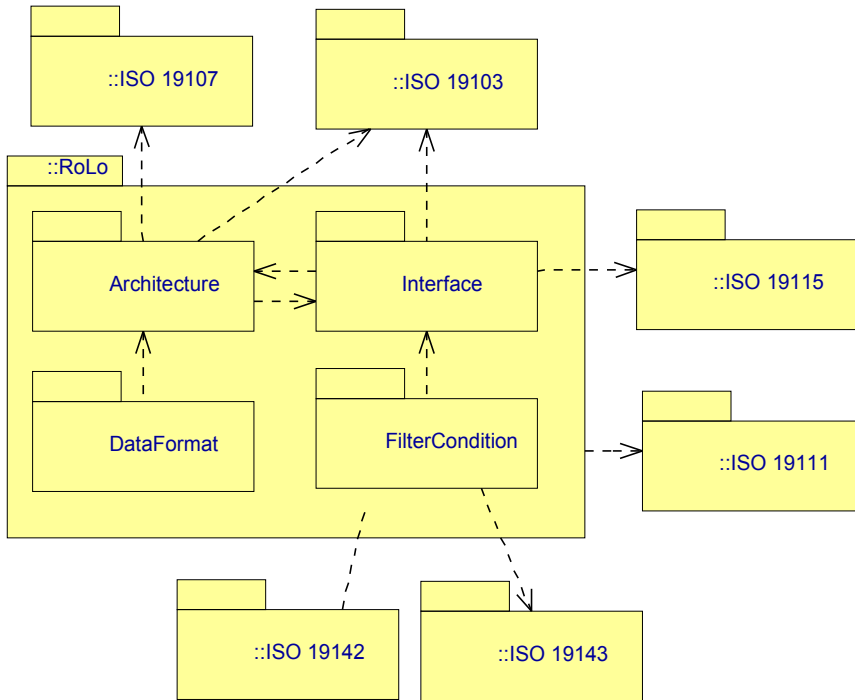 ::ISO 19107
::ISO 19103
::RoLo
Architecture
Interface
::ISO 19115
DataFormat
FilterCondition
::ISO 19111
::ISO 19142
::ISO 19143